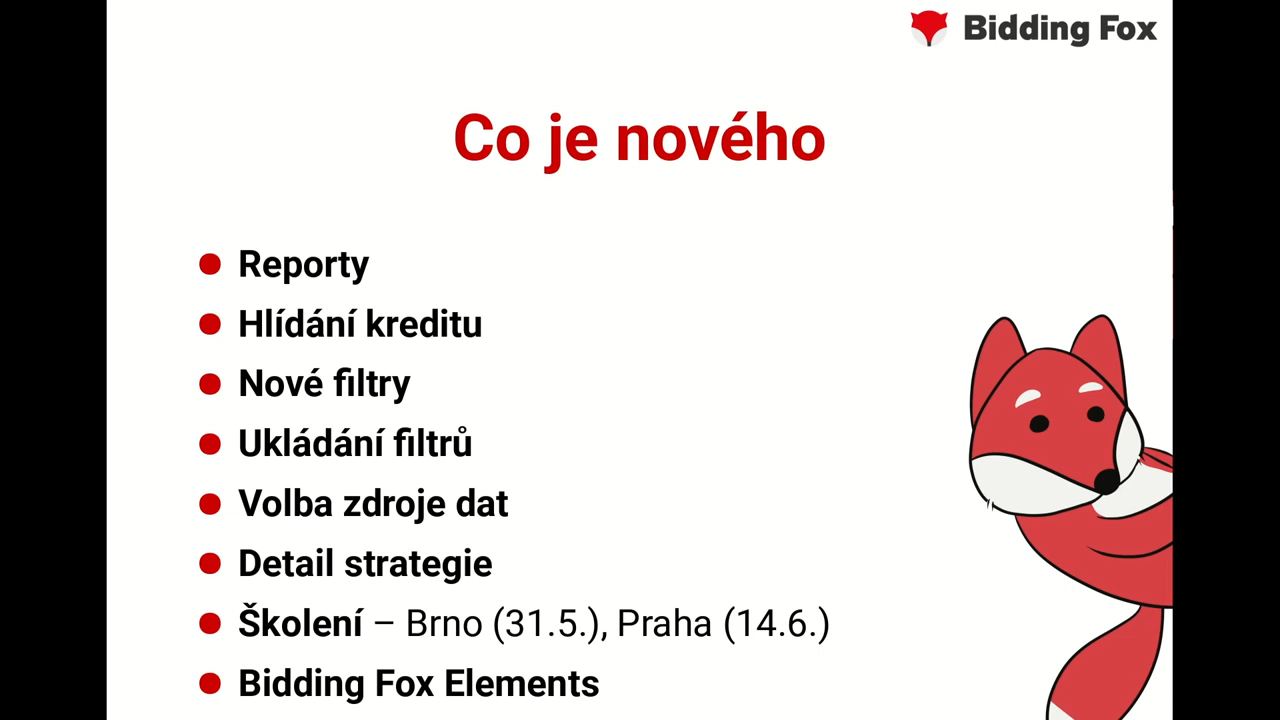 Bidding Fox
Co je nového
Reporty
Hlídání kreditu
Nové filtry
Ukládání filtrů
Volba zdroje dat
Detail strategie
Školení – Brno (31.5.), Praha (14.6.)
Bidding Fox Elements